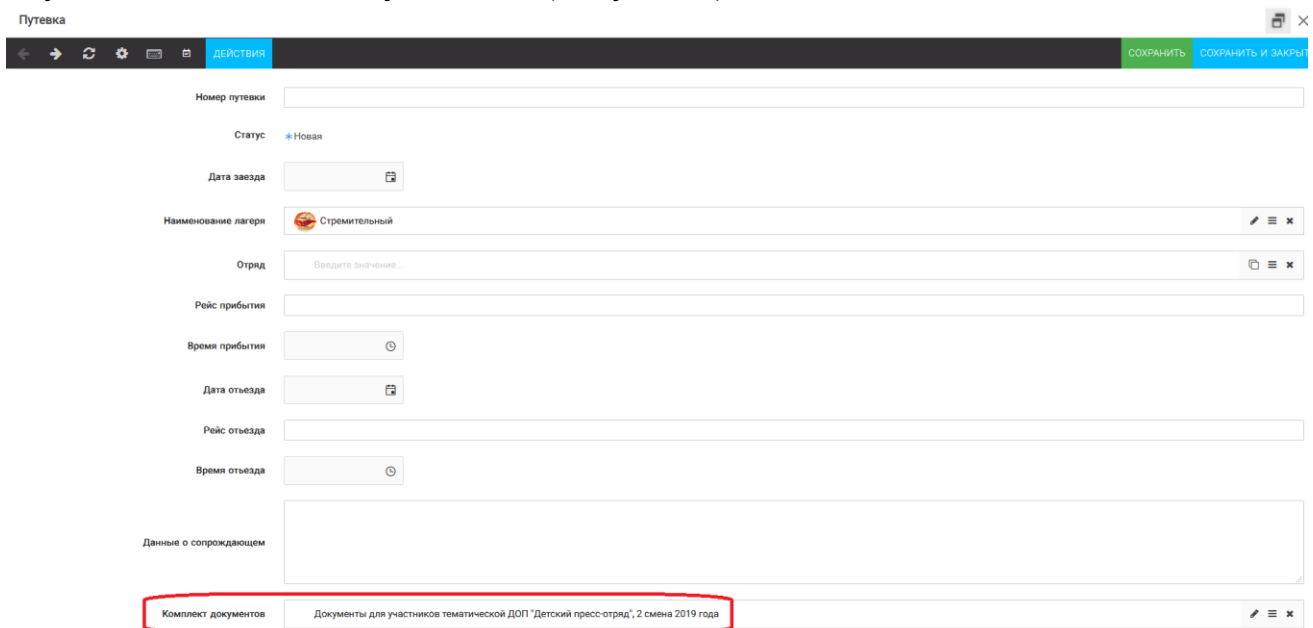 Путевка
ДЕЙСТВИЯ СОХРАНИТЬ СОХРАНИТЬ И ЗАКРЫТ
Номер путевки
Статус Новая
Дата заезда
Наименование лагеря Стремительный
Отряд Введите значение...
Рейс прибытия
Время прибытия
Дата отъезда
Рейс отъезда
Время отъезда
Данные о сопрождающем
Комплект документов Документы для участников тематической ДОП "Детский пресс-отряд", 2 смена 2019 года